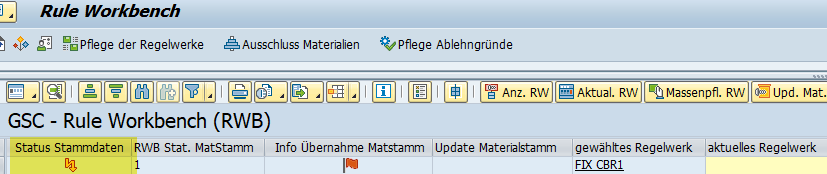 Rule Workbench
Pflege der Regelwerke Ausschluss Materialien Pflege Ablehngründe
Anz. RW Aktual. RW Massenpfl. RW Upd. Mat.
GSC - Rule Workbench (RWB)
Status Stammdaten RWB Stat. MatStamm Info Übernahme Matstamm Update Materialstamm gewähltes Regelwerk aktuelles Regelwerk
1 FIX CBR1